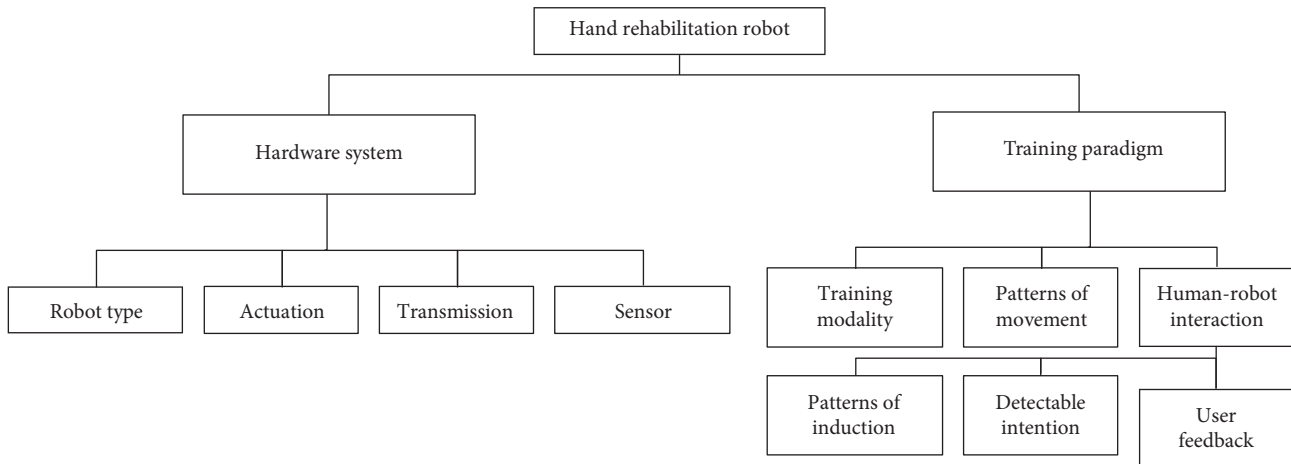 Hand rehabilitation robot
Hardware system
Training paradigm
Robot type
Actuation
Transmission
Sensor
Training
modality
Patterns of
movement
Human-robot
interaction
Patterns of
induction
Detectable
intention
User
feedback